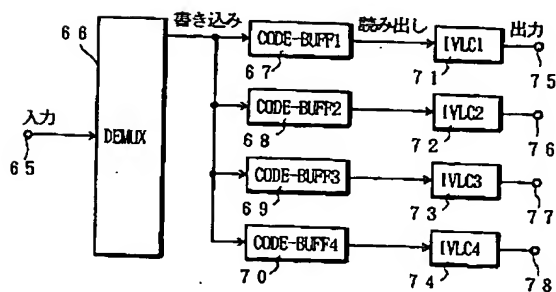 書き込み 読み出し 出力
66
CODE-BUFF1
IVLC1
67
71
75
入力
65
DEMUX
CODE-BUFF2
IVLC2
68
72
76
CODE-BUFF3
IVLC3
69
73
77
CODE-BUFF4
IVLC4
70
74
78